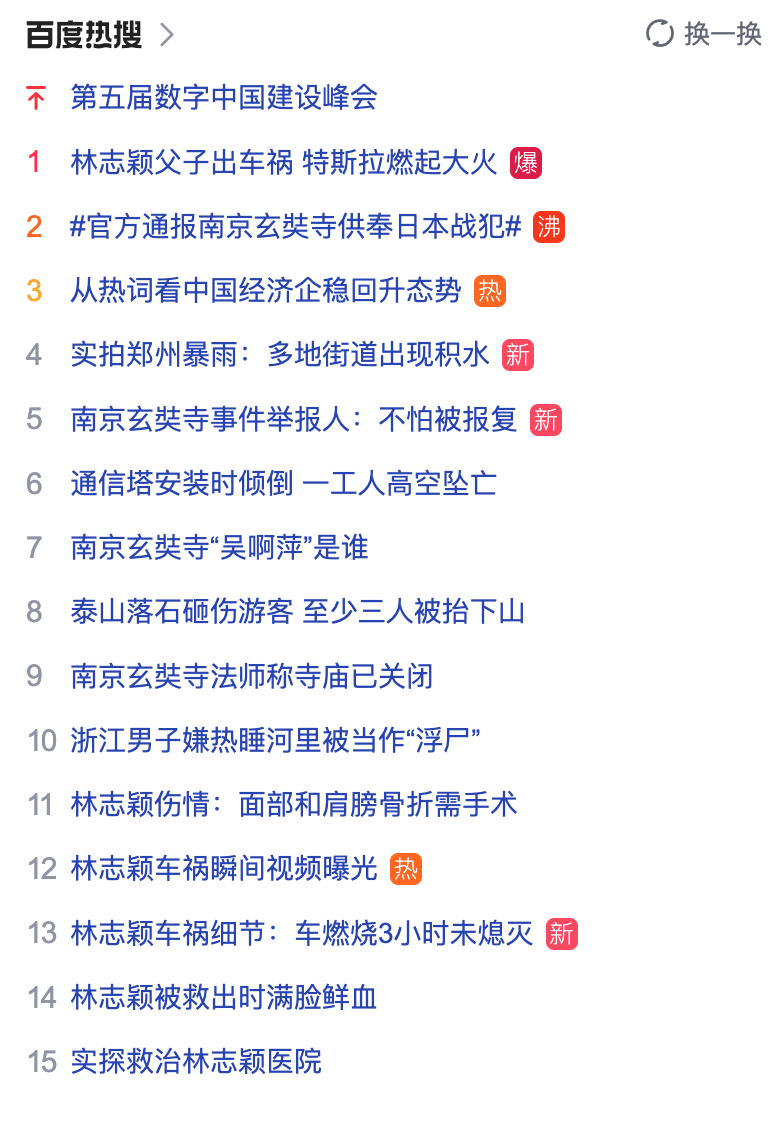 百度热搜
换一换
第五届数字中国建设峰会
1 林志颖父子出车祸 特斯拉燃起大火 爆
2 #官方通报南京玄奘寺供奉日本战犯# 沸
3 从热词看中国经济企稳回升态势 热
4 实拍郑州暴雨：多地街道出现积水 新
5 南京玄奘寺事件举报人：不怕被报复 新
6 通信塔安装时倾倒 一工人高空坠亡
7 南京玄奘寺“吴啊萍”是谁
8 泰山落石砸伤游客 至少三人被抬下山
9 南京玄奘寺法师称寺庙已关闭
10 浙江男子嫌热睡河里被当作“浮尸”
11 林志颖伤情：面部和肩膀骨折需手术
12 林志颖车祸瞬间视频曝光 热
13 林志颖车祸细节：车燃烧3小时未熄灭 新
14 林志颖被救出时满脸鲜血
15 实探救治林志颖医院